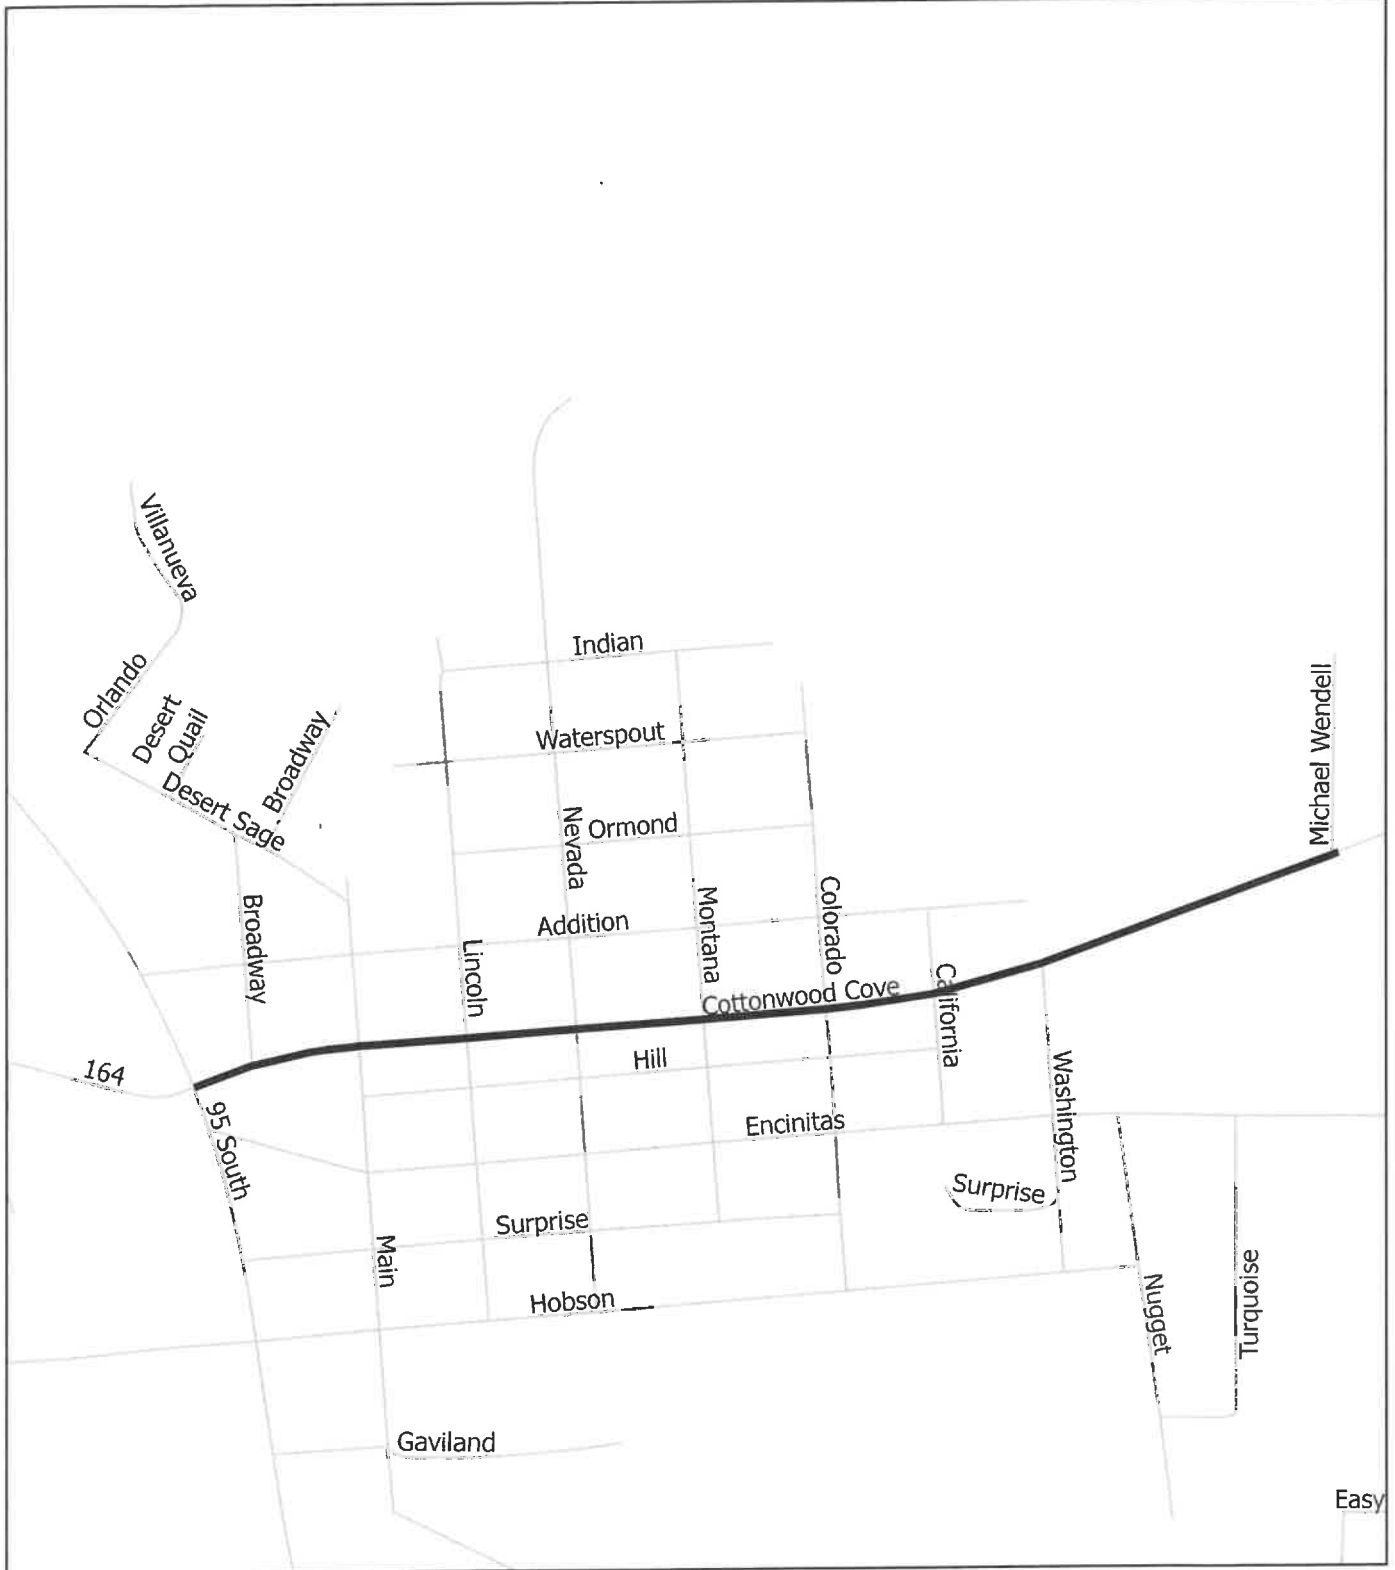 Villanueva
Indian
Orlando
Desert
Quail
Broadway
Michael Wendell
Waterspout
Desert Sage
Nevada
Ormond
Broadway
Montana
Colorado
Addition
Lincoln
Cottonwood Cove
California
Hill
164
95 South
Encinitas
Washington
Surprise
Surprise
Main
Hobson
Nugget
Turquoise
Gaviland
Easy